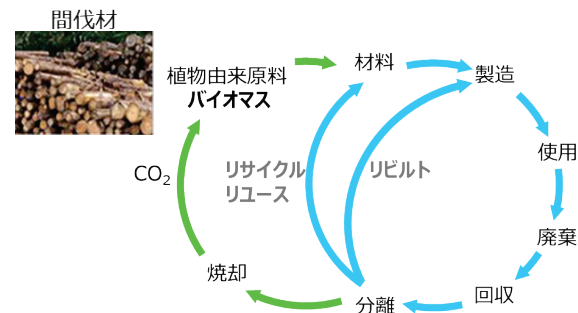 間伐材
植物由来原料
バイオマス
材料
製造
使用
廃棄
回収
分離
焼却
CO₂
リサイクル
リユース
リビルト